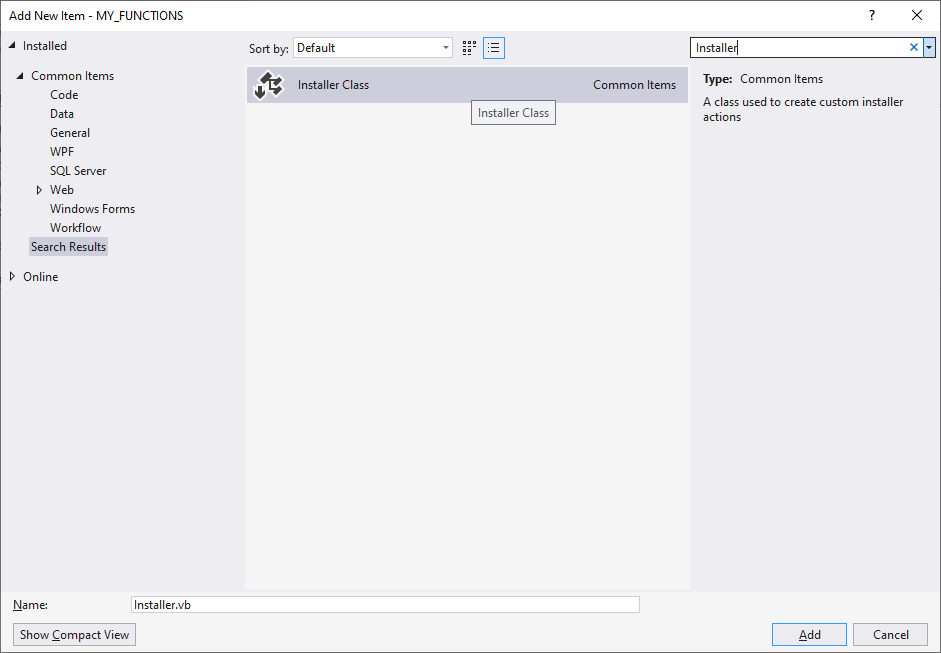 Add New Item - MY_FUNCTIONS
?
Installed
Sort by: Default
Installer
Common Items
Code
Data
General
WPF
SQL Server
Web
Windows Forms
Workflow
Search Results
Online
Installer Class Common Items
Installer Class
Type: Common Items
A class used to create custom installer
actions
Name: Installer.vb
Show Compact View
Add
Cancel